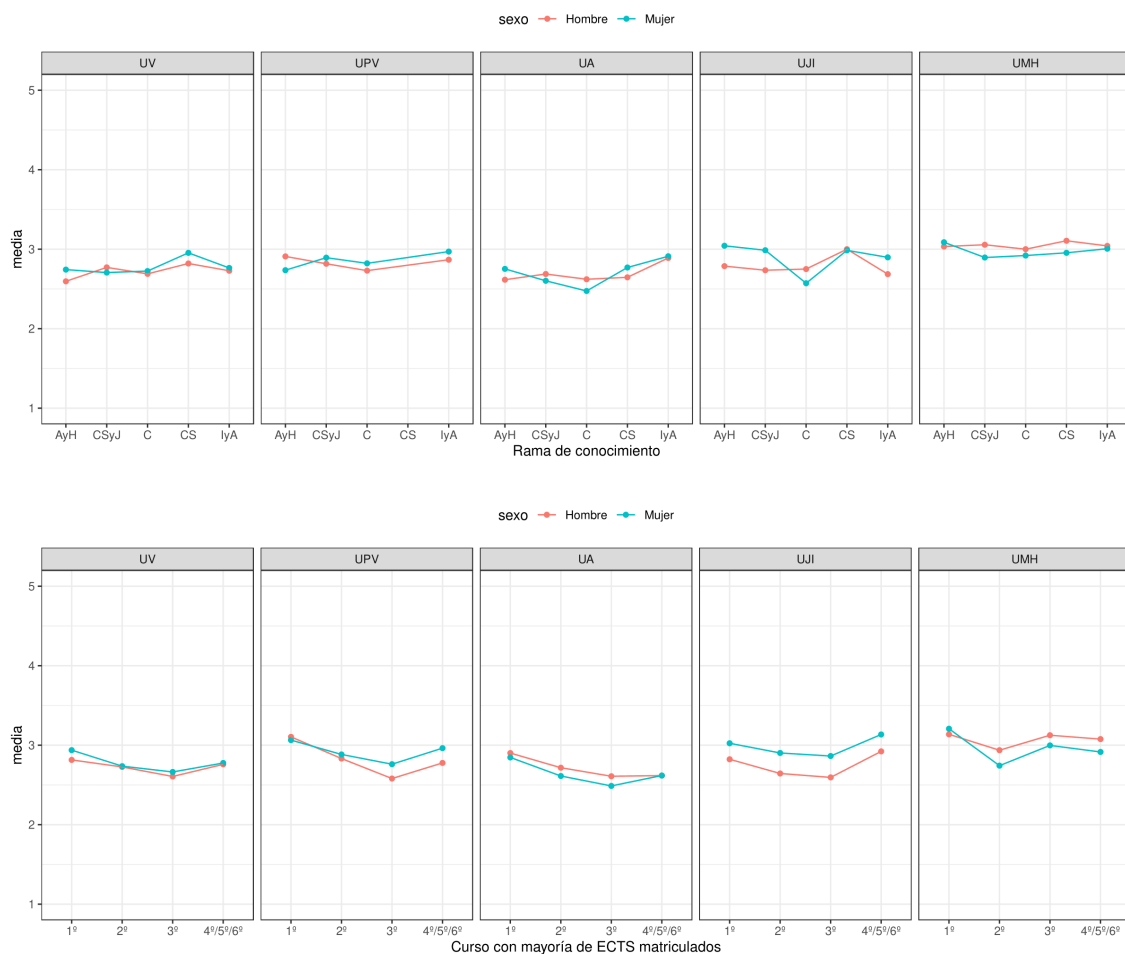 sexo Hombre Mujer
UV UPV UA UJI UMH
5
4
3
2
1
media
AyH CSyJ C CS IyA AyH CSyJ C CS IyA AyH CSyJ C CS IyA AyH CSyJ C CS IyA AyH CSyJ C CS IyA
Rama de conocimiento
sexo Hombre Mujer
UV UPV UA UJI UMH
5
4
3
2
1
media
1º 2º 3º 4º/5º/6º 1º 2º 3º 4º/5º/6º 1º 2º 3º 4º/5º/6º 1º 2º 3º 4º/5º/6º 1º 2º 3º 4º/5º/6º
Curso con mayoría de ECTS matriculados